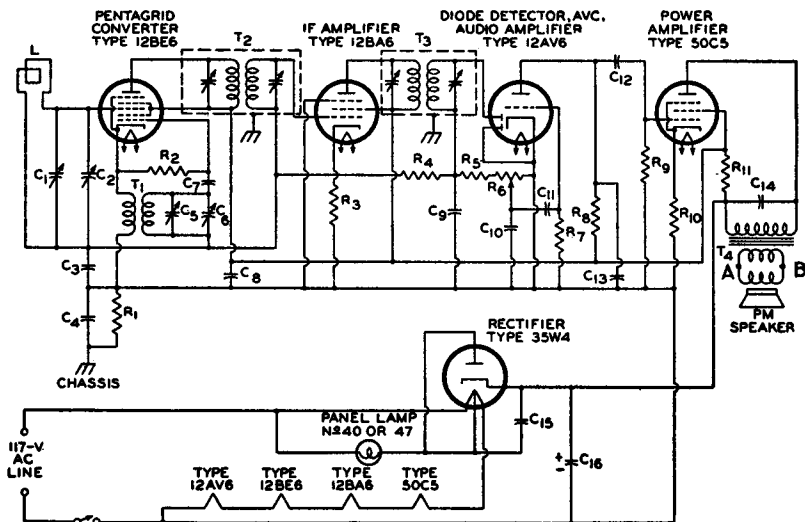 PENTAGRID
CONVERTER
TYPE 12BE6
IF AMPLIFIER
TYPE 12BA6
DIODE DETECTOR, AVC,
AUDIO AMPLIFIER
TYPE 12AV6
POWER
AMPLIFIER
TYPE 50C5
L
T2
T3
C12
C1
C2
R2
C7
T1
C5
C6
R3
R4
R5
R6
C11
C9
C10
R7
R8
R9
R10
R11
C14
C3
C8
C13
T4
A
B
PM
SPEAKER
C4
R1
CHASSIS
RECTIFIER
TYPE 35W4
PANEL LAMP
№40 OR 47
C15
C16
+
-
117-V.
AC
LINE
TYPE
12AV6
TYPE
12BE6
TYPE
12BA6
TYPE
50C5